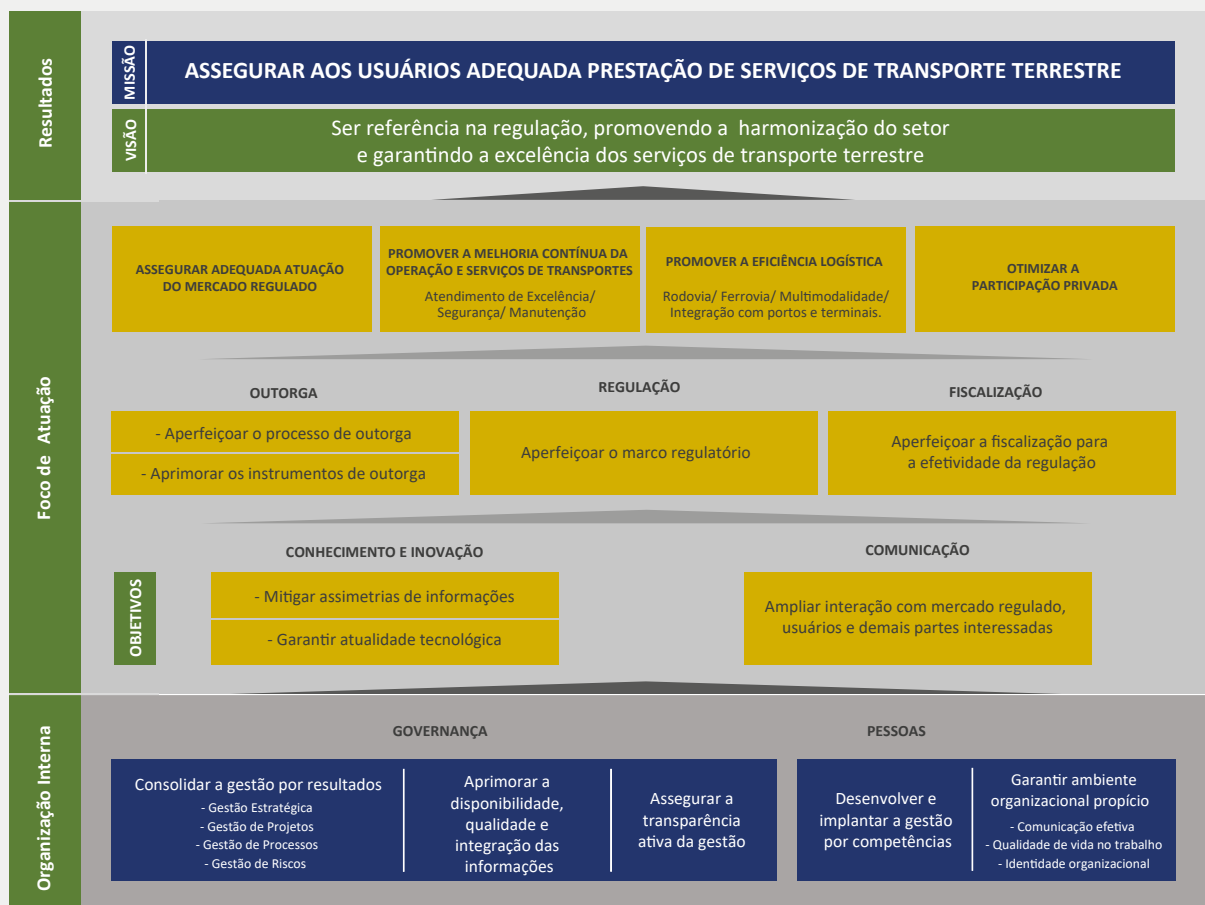 Resultados
MISSÃO
ASSEGURAR AOS USUÁRIOS ADEQUADA PRESTAÇÃO DE SERVIÇOS DE TRANSPORTE TERRESTRE
VISÃO
Ser referência na regulação, promovendo a harmonização do setor
e garantindo a excelência dos serviços de transporte terrestre
Foco de Atuação
ASSEGURAR ADEQUADA ATUAÇÃO
DO MERCADO REGULADO
PROMOVER A MELHORIA CONTÍNUA DA
OPERAÇÃO E SERVIÇOS DE TRANSPORTES
Atendimento de Excelência/
Segurança/ Manutenção
PROMOVER A EFICIÊNCIA LOGÍSTICA
Rodovia/ Ferrovia/ Multimodalidade/
Integração com portos e terminais.
OTIMIZAR A
PARTICIPAÇÃO PRIVADA
OUTORGA
- Aperfeiçoar o processo de outorga
- Aprimorar os instrumentos de outorga
REGULAÇÃO
Aperfeiçoar o marco regulatório
FISCALIZAÇÃO
Aperfeiçoar a fiscalização para
a efetividade da regulação
OBJETIVOS
CONHECIMENTO E INOVAÇÃO
- Mitigar assimetrias de informações
- Garantir atualidade tecnológica
COMUNICAÇÃO
Ampliar interação com mercado regulado,
usuários e demais partes interessadas
Organização Interna
GOVERNANÇA
Consolidar a gestão por resultados
- Gestão Estratégica
- Gestão de Projetos
- Gestão de Processos
- Gestão de Riscos
Aprimorar a
disponibilidade,
qualidade e
integração das
informações
Assegurar a
transparência
ativa da gestão
PESSOAS
Desenvolver e
implantar a gestão
por competências
Garantir ambiente
organizacional propício
- Comunicação efetiva
- Qualidade de vida no trabalho
- Identidade organizacional